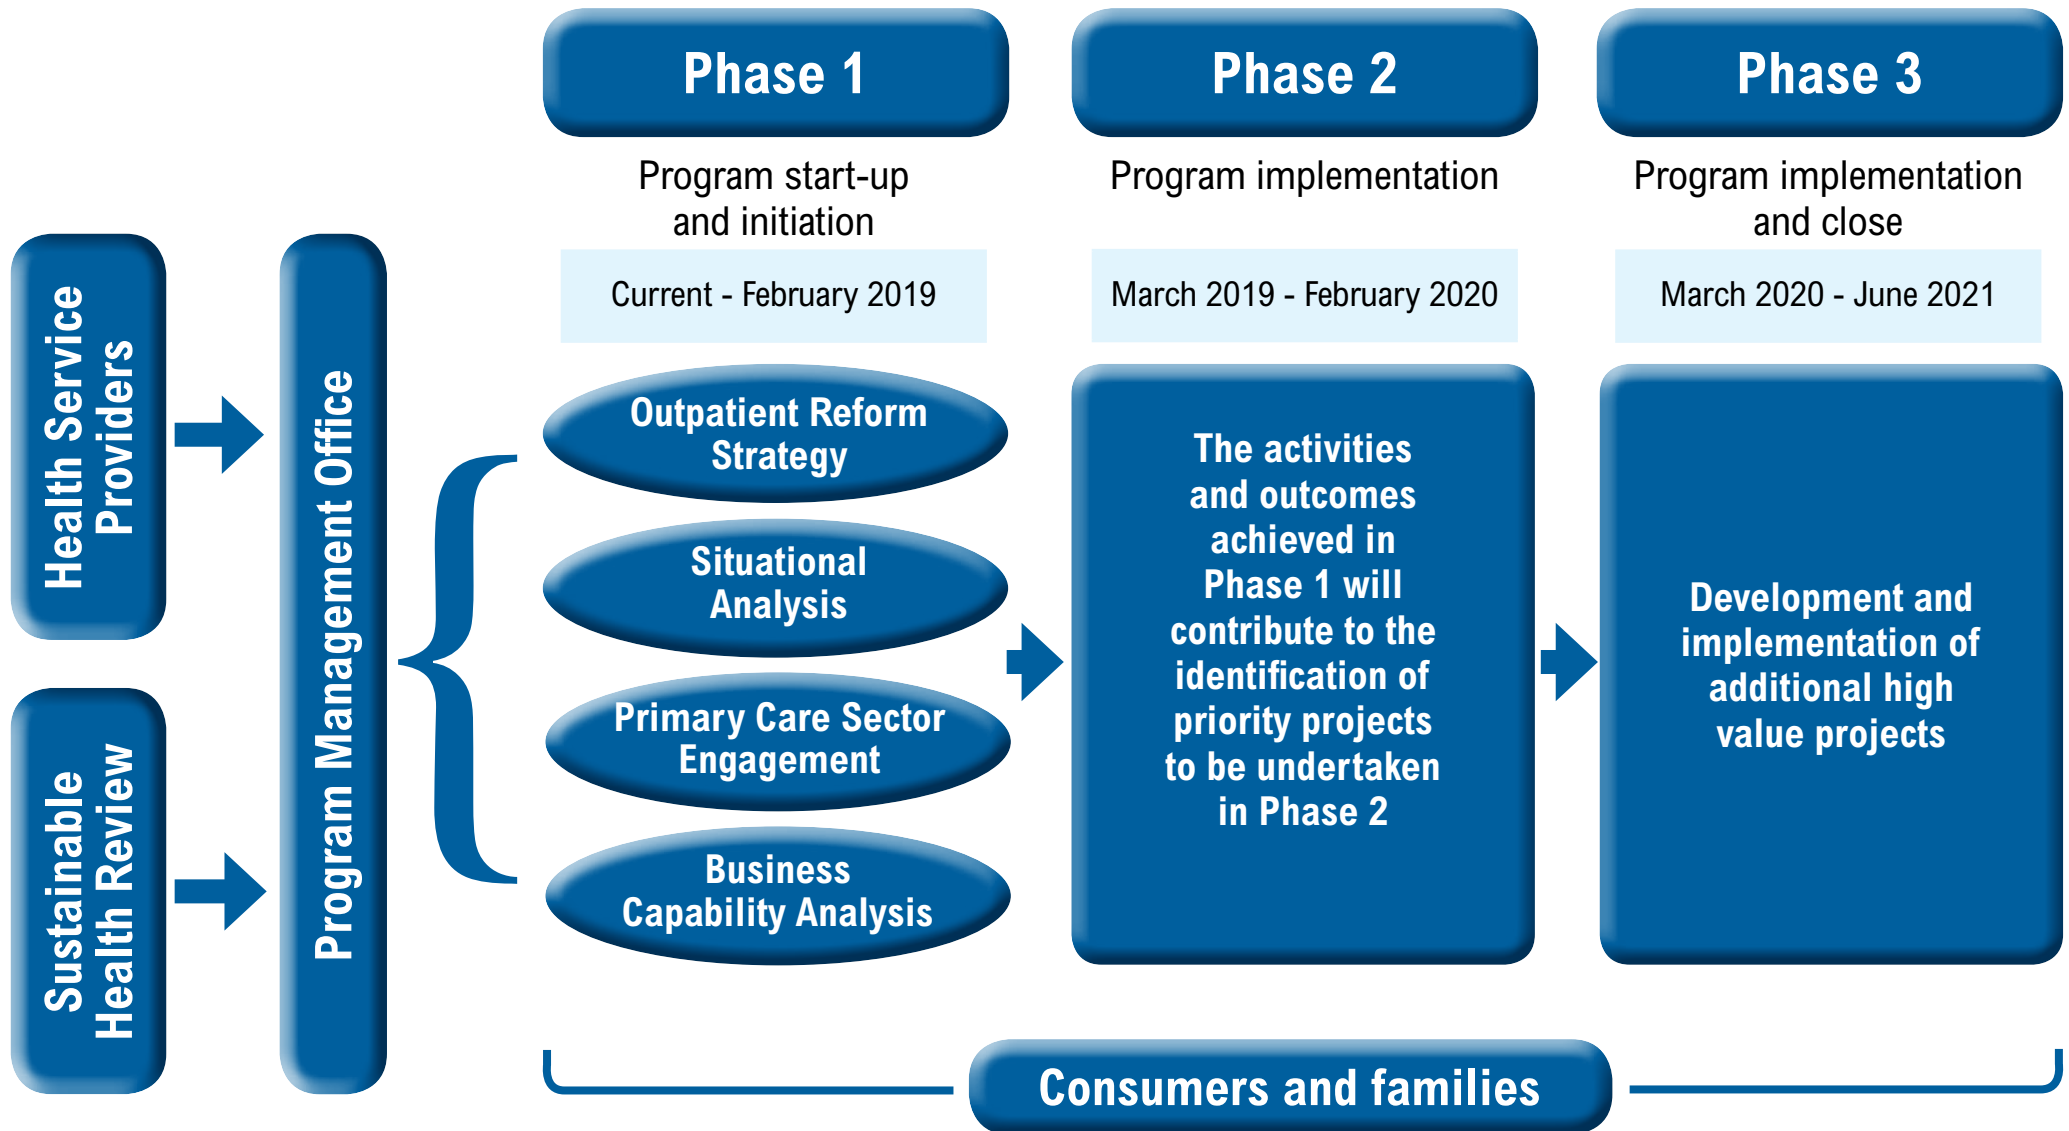 Health Service
Providers
Sustainable
Health Review
Program Management Office
Phase 1
Program start-up
and initiation
Current - February 2019
Outpatient Reform
Strategy
Situational
Analysis
Primary Care Sector
Engagement
Business
Capability Analysis
Phase 2
Program implementation
March 2019 - February 2020
The activities
and outcomes
achieved in
Phase 1 will
contribute to the
identification of
priority projects
to be undertaken
in Phase 2
Phase 3
Program implementation
and close
March 2020 - June 2021
Development and
implementation of
additional high
value projects
Consumers and families